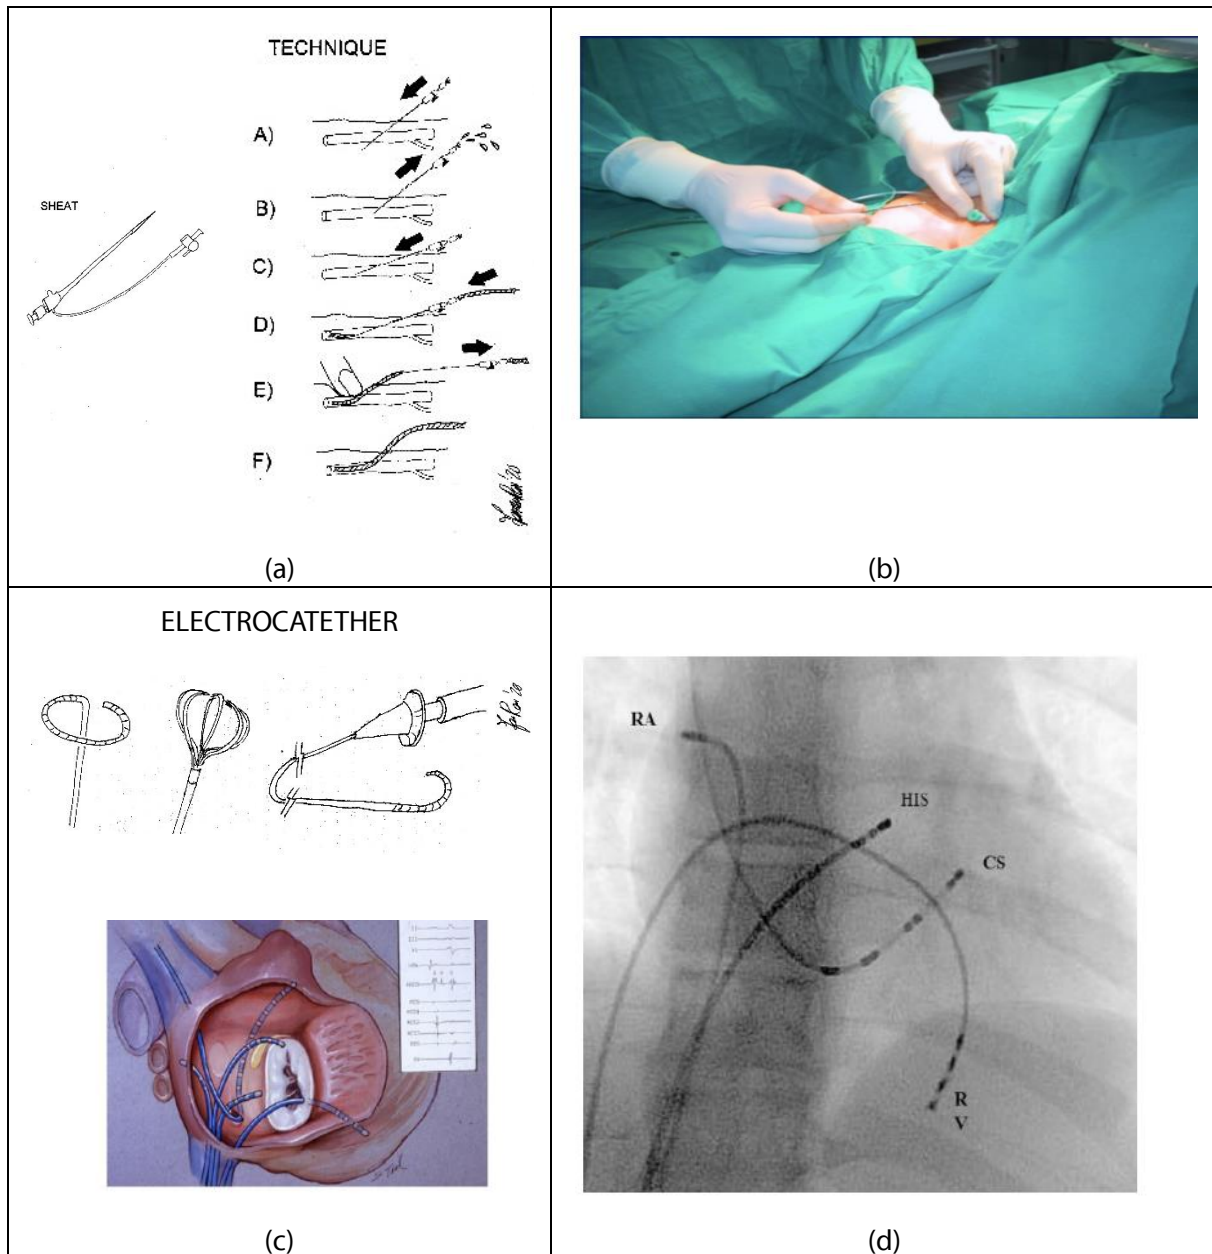 TECHNIQUE
SHEAT
A)
B)
C)
D)
E)
F)
(a)
(b)
ELECTROCATETHER
(c)
RA
HIS
CS
R
V
(d)